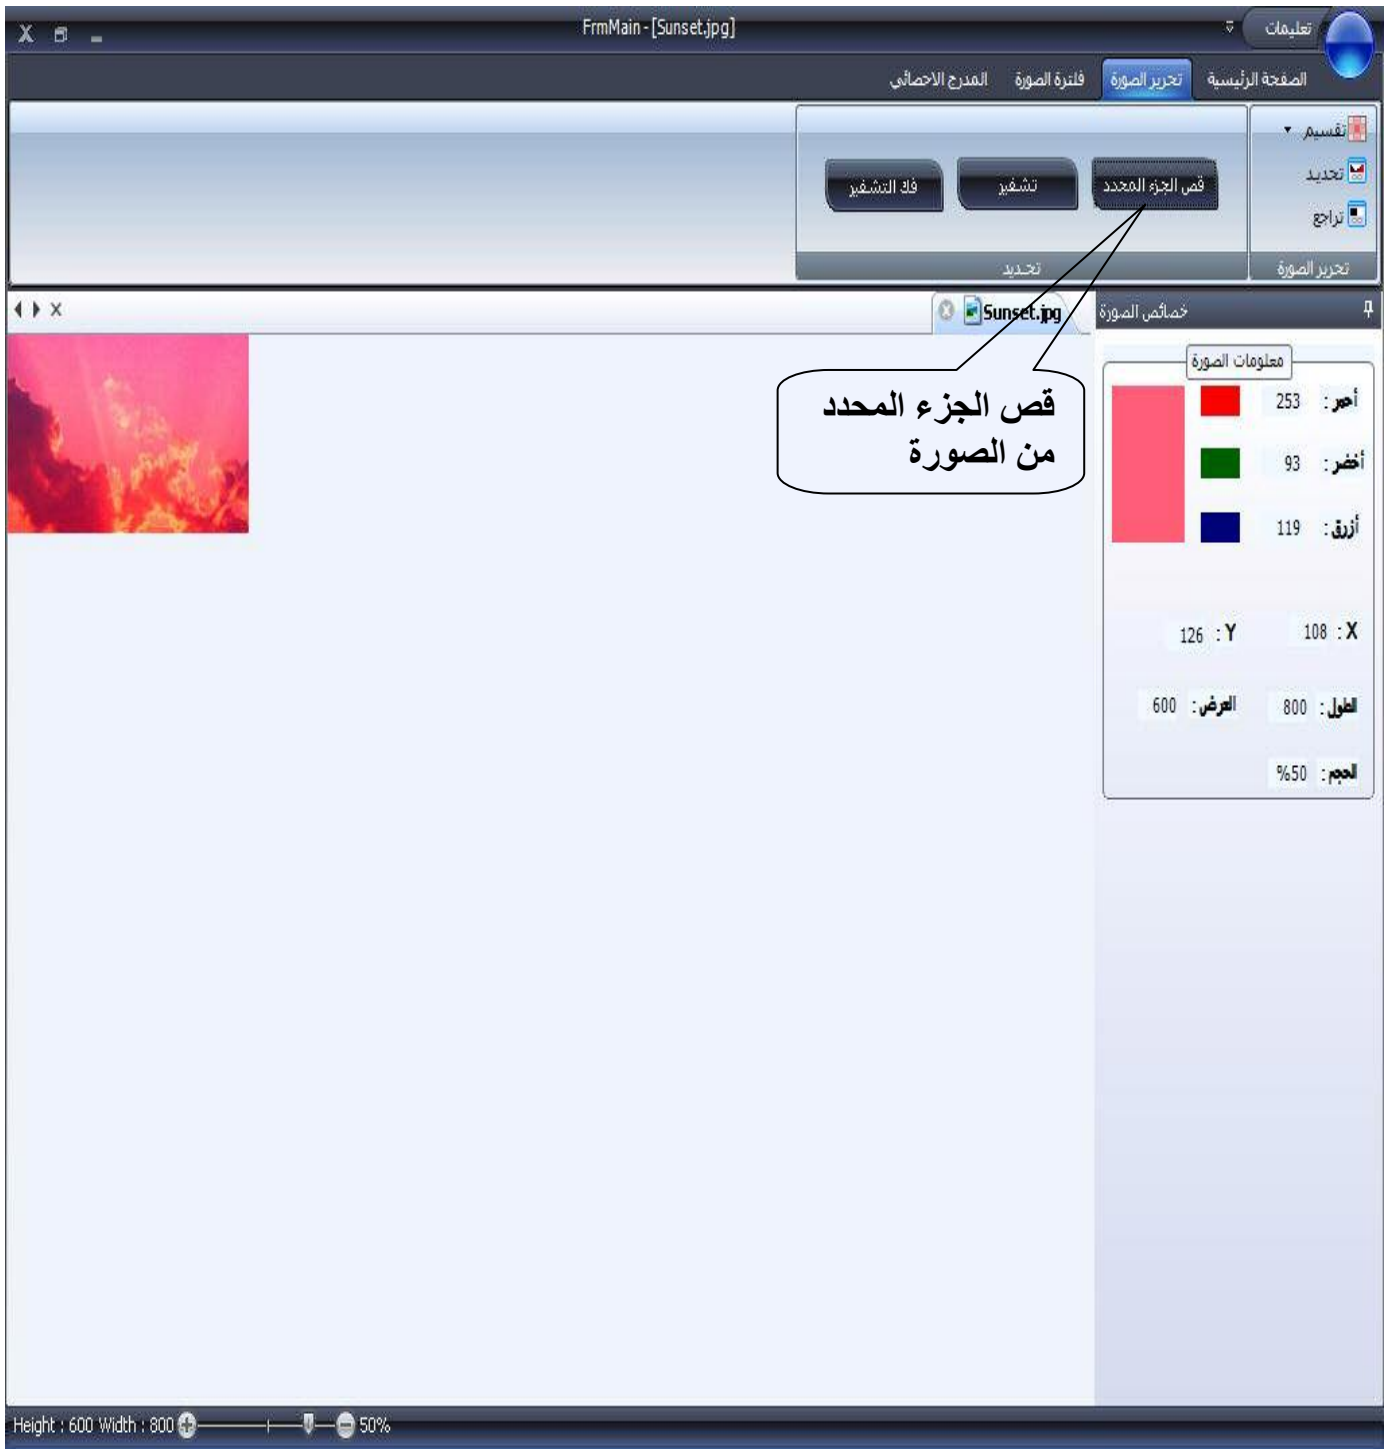 FrmMain - [Sunset.jpg]
تعليمات
الصفحة الرئيسية
تحرير الصورة
فلترة الصورة
المدرج الاحصائي
تقسيم
تحديد
تراجع
تحرير الصورة
قص الجزء المحدد
تشفير
فك التشفير
تحديد
خصائص الصورة
Sunset.jpg
معلومات الصورة
أحمر : 253
أخضر : 93
أزرق : 119
X : 108 Y : 126
الطول : 800 العرض : 600
الحجم : 50%
قص الجزء المحدد
من الصورة
Height : 600 Width : 800 50%